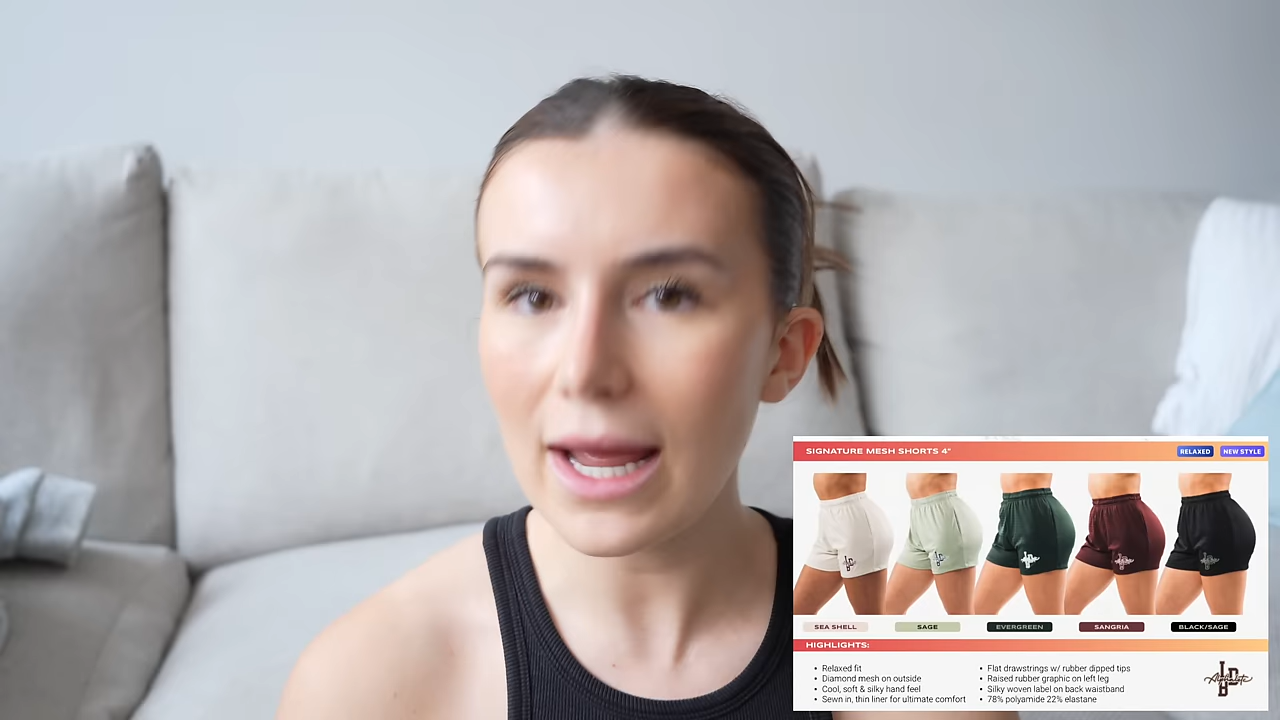 SIGNATURE MESH SHORTS 4"
RELAXED
NEW STYLE
SEA SHELL
SAGE
EVERGREEN
SANGRIA
BLACK/SAGE
HIGHLIGHTS:
• Relaxed fit
• Diamond mesh on outside
• Cool, soft & silky hand feel
• Sewn in, thin liner for ultimate comfort
• Flat drawstrings w/ rubber dipped tips
• Raised rubber graphic on left leg
• Silky woven label on back waistband
• 78% polyamide 22% elastane